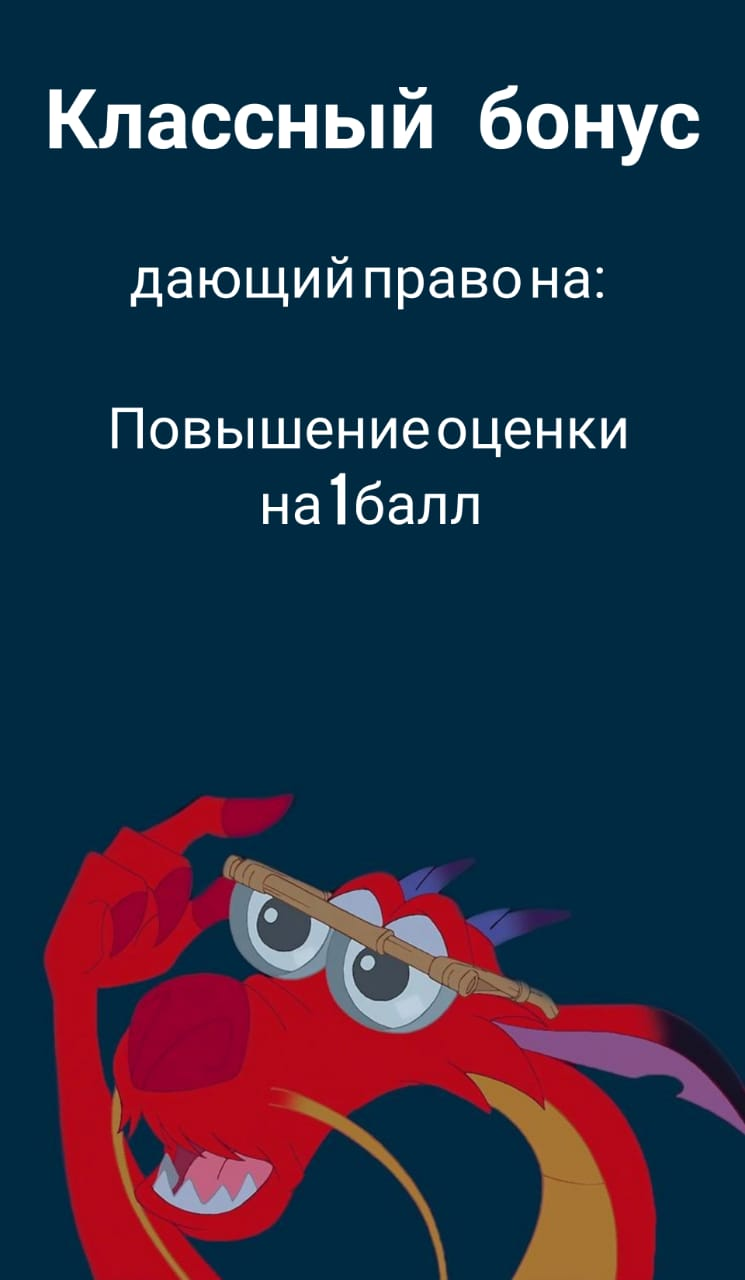 Классный бонус
дающий право на:
Повышение оценки
на 1 балл